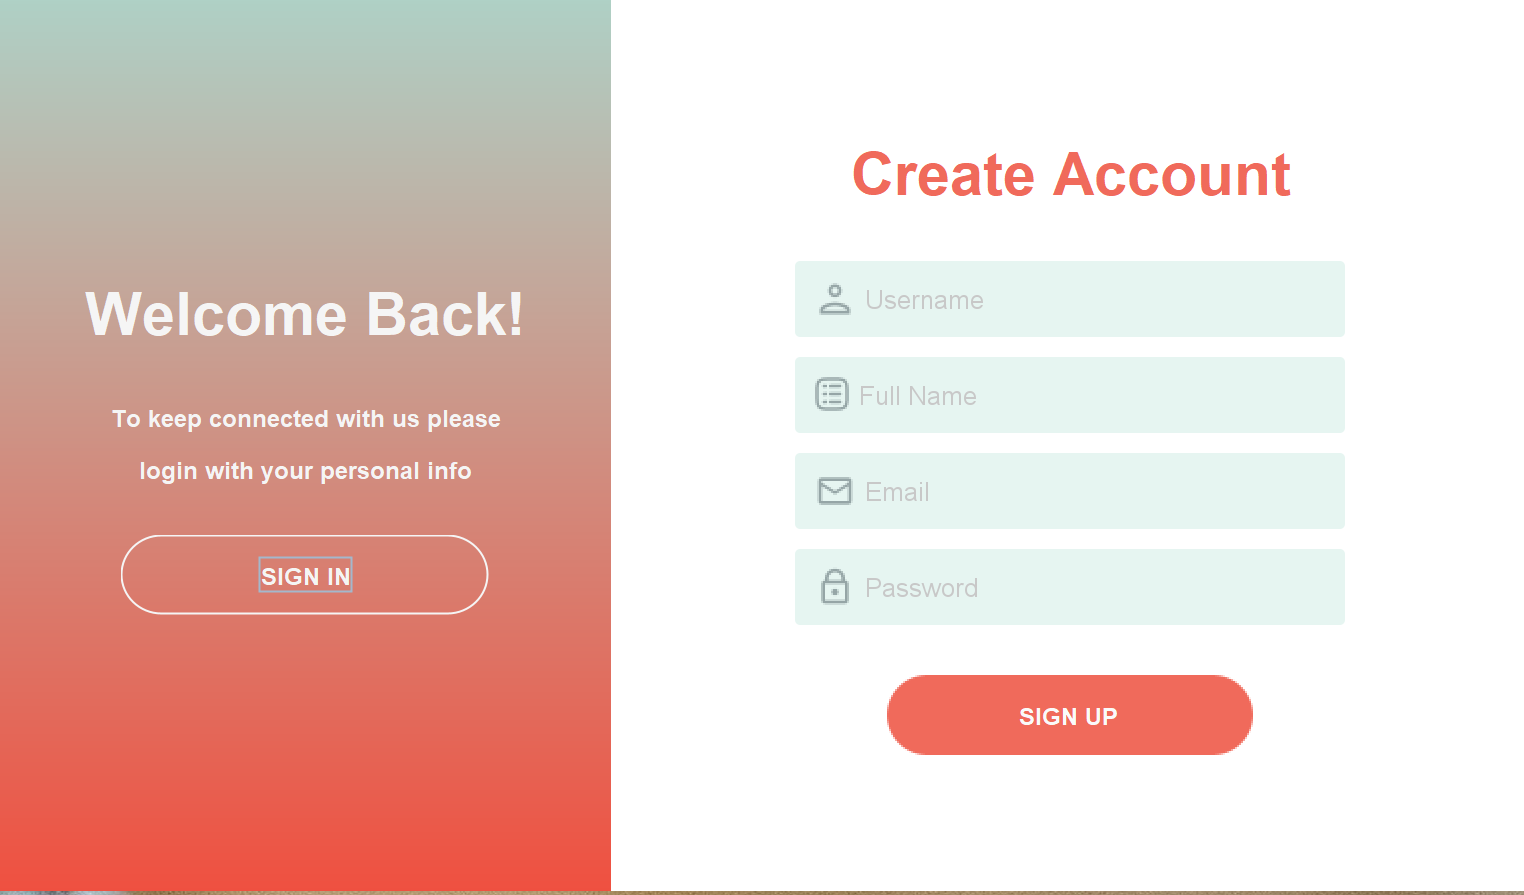 Welcome Back!
To keep connected with us please
login with your personal info
SIGN IN
Create Account
Username
Full Name
Email
Password
SIGN UP